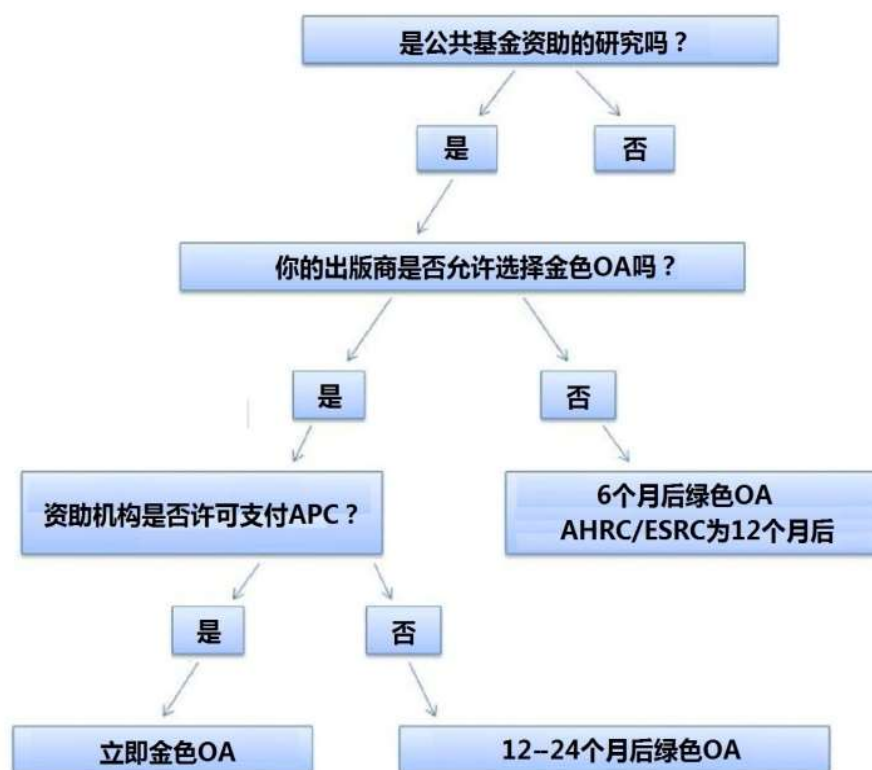 是公共基金资助的研究吗？
是
否
你的出版商是否允许选择金色OA吗？
是
否
资助机构是否许可支付APC？
6个月后绿色OA
AHRC/ESRC为12个月后
是
否
立即金色OA
12--24个月后绿色OA